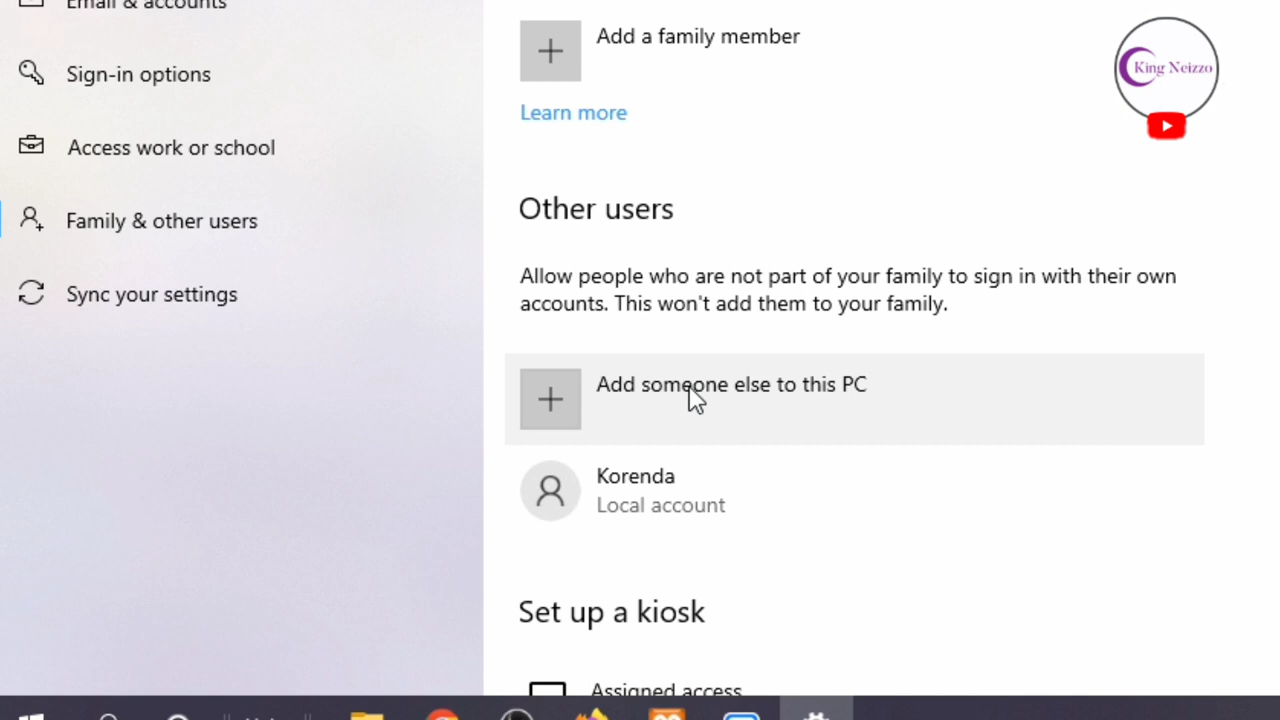 Email & accounts
Sign-in options
Access work or school
Family & other users
Sync your settings
Add a family member
Learn more
King Neizzo
Other users
Allow people who are not part of your family to sign in with their own
accounts. This won't add them to your family.
Add someone else to this PC
Korenda
Local account
Set up a kiosk
Assigned access